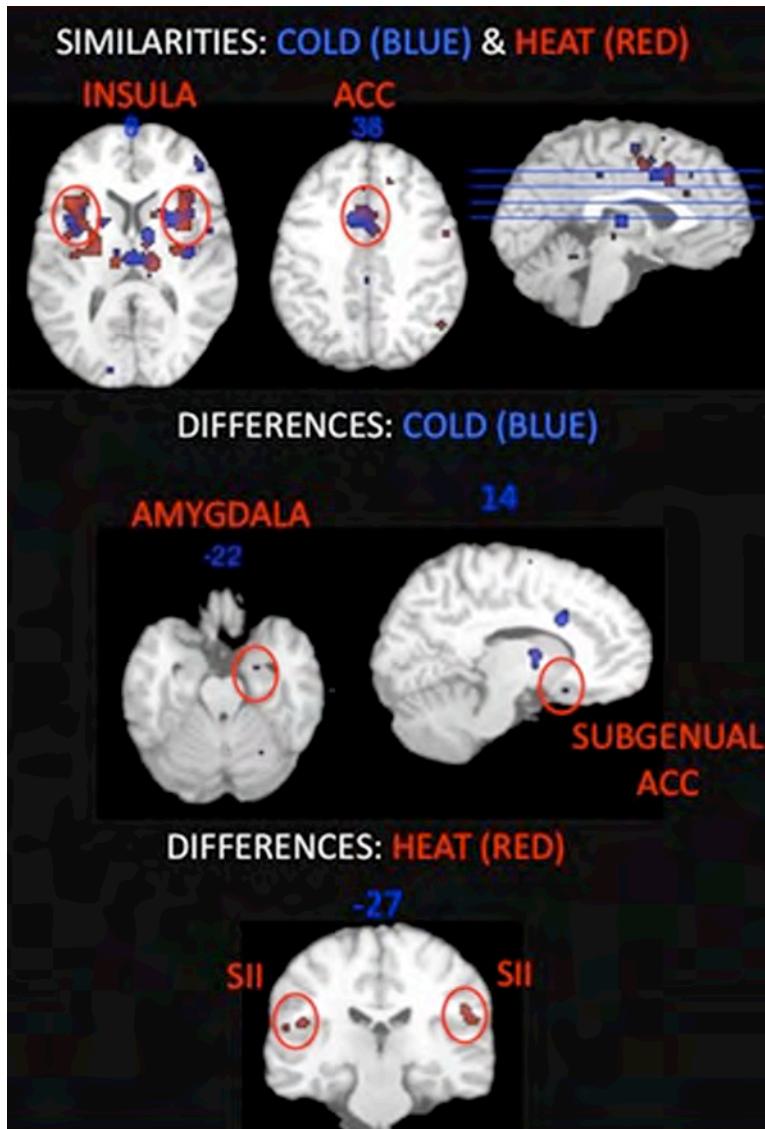 SIMILARITIES: COLD (BLUE) & HEAT (RED)
INSULA ACC
8 38
DIFFERENCES: COLD (BLUE)
14
AMYGDALA
-22
SUBGENUAL
ACC
DIFFERENCES: HEAT (RED)
-27
SII SII